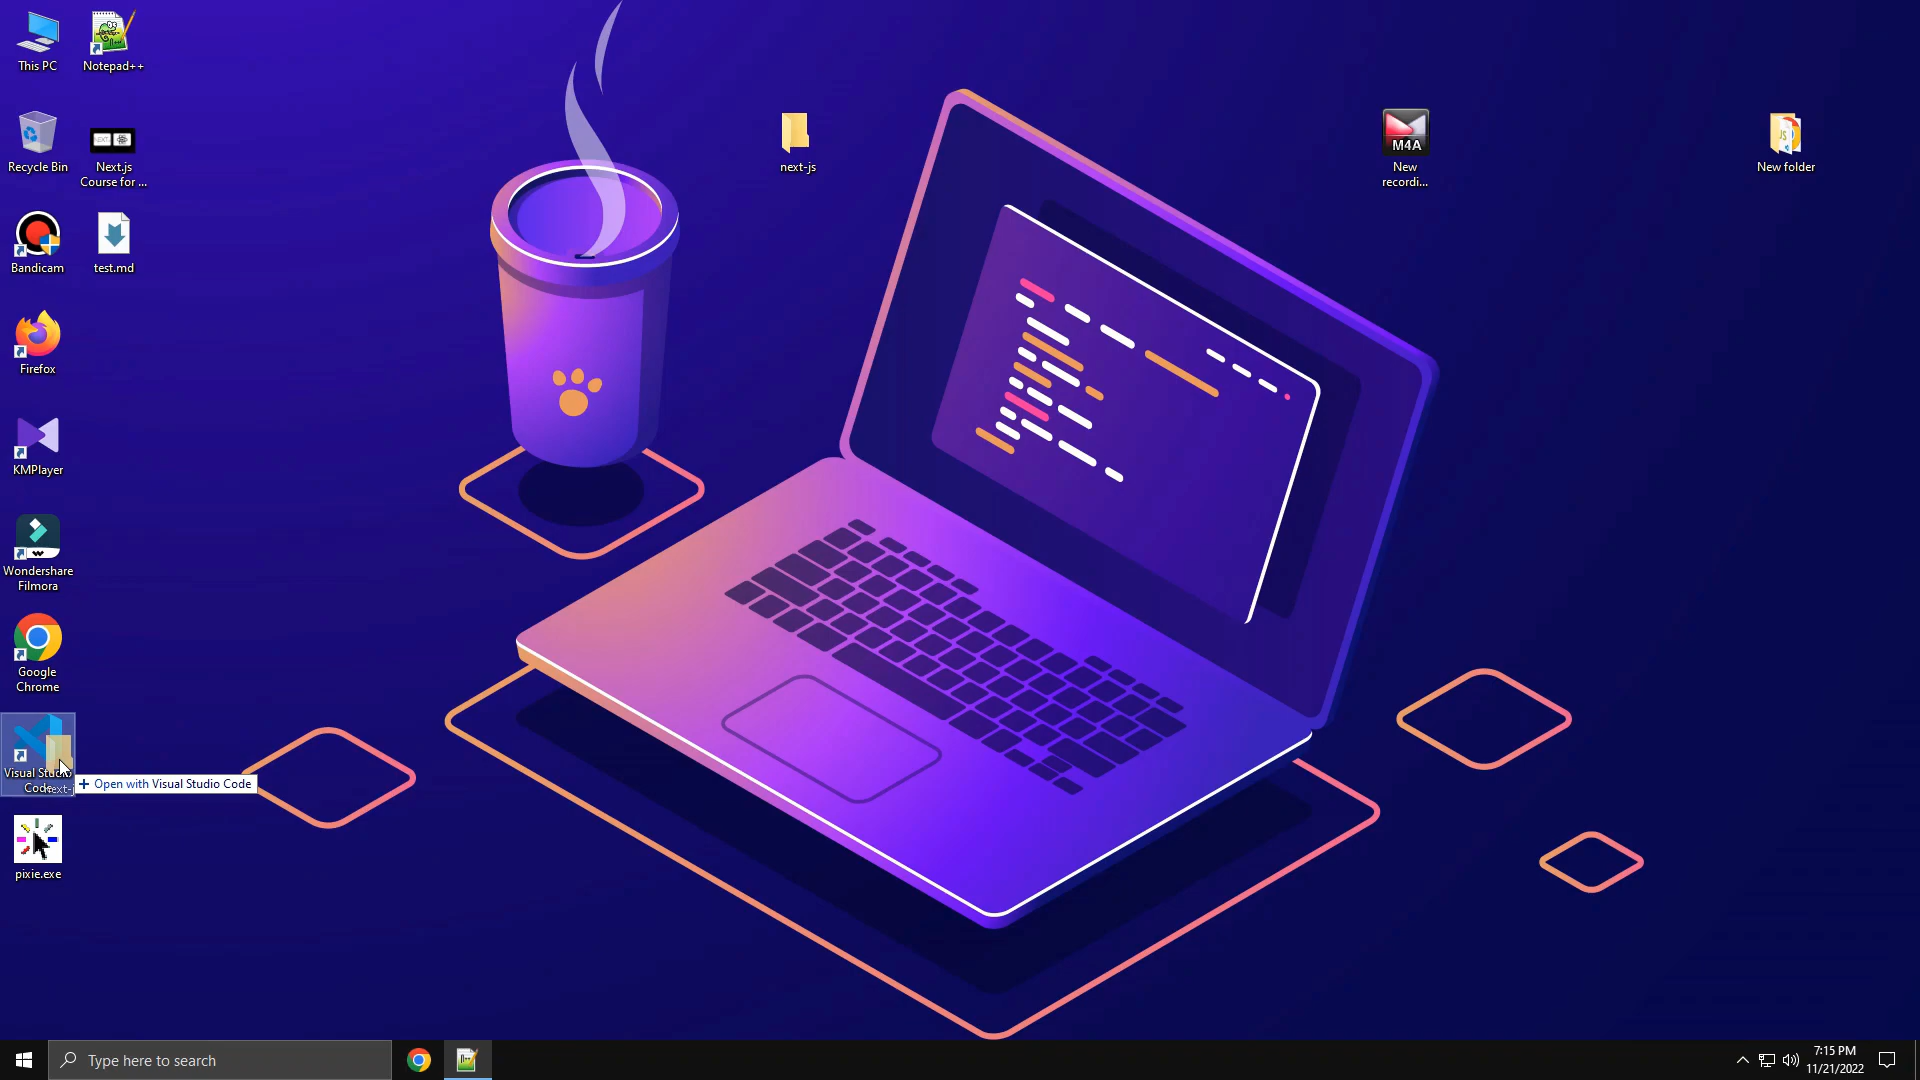 This PC
Notepad++
Recycle Bin
Next.js
Course for ...
next-js
M4A
New
recordi...
JS
New folder
Bandicam
test.md
Firefox
KMPlayer
Wondershare
Filmora
Google
Chrome
Visual Studio
Code
+ Open with Visual Studio Code
pixie.exe
Type here to search
7:15 PM
11/21/2022